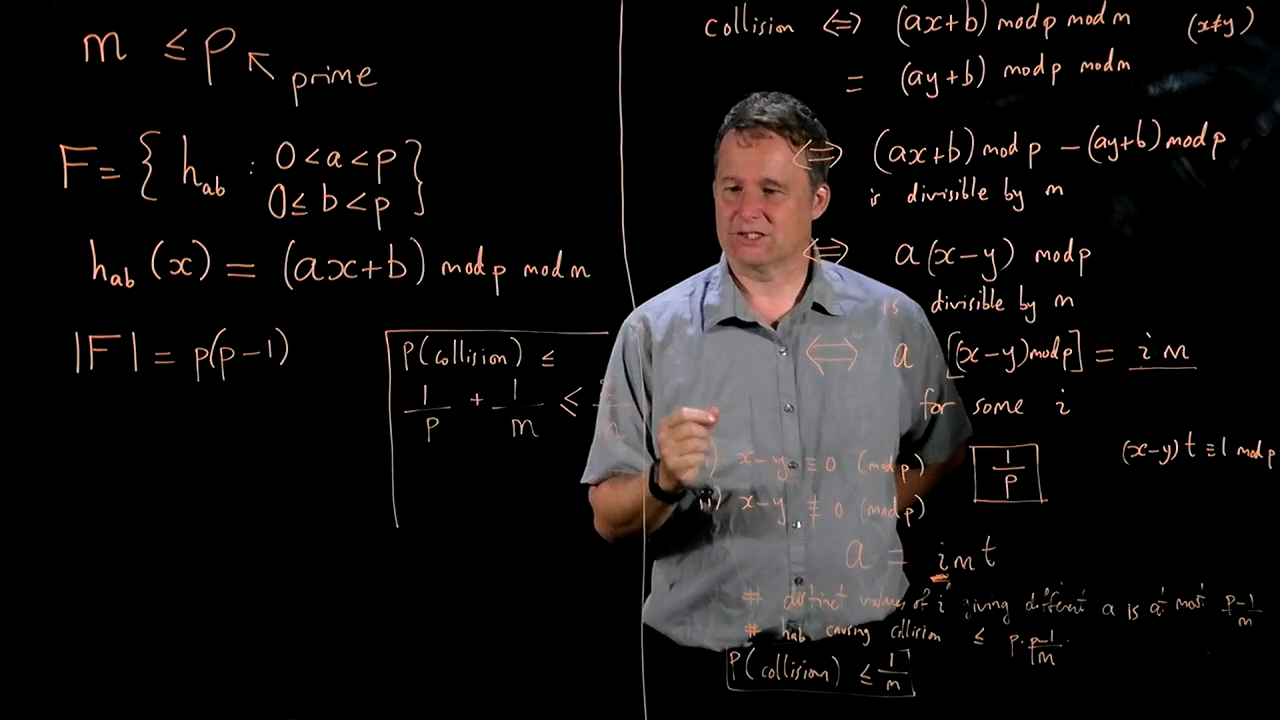 m ≤ p
prime
F = { h_ab : 0 < a < p
0 ≤ b < p }
h_ab (x) = (ax+b) mod p mod m
|F| = p(p-1)
P(collision) ≤
1/p + 1/m ≤
collision ⇔ (ax+b) mod p mod m (x≠y)
= (ay+b) mod p mod m
⇔ (ax+b) mod p - (ay+b) mod p
is divisible by m
⇔ a(x-y) mod p
is divisible by m
⇔ a [(x-y) mod p] = i m
for some i
(x-y) t ≡ 1 mod p
i) x-y ≡ 0 (mod p)
1/p
ii) x-y ≢ 0 (mod p)
a = i m t
# distinct values of i giving different a is at most p-1/m
# h_ab causing collision ≤ p. p-1/m.
P(collision) ≤ 1/m